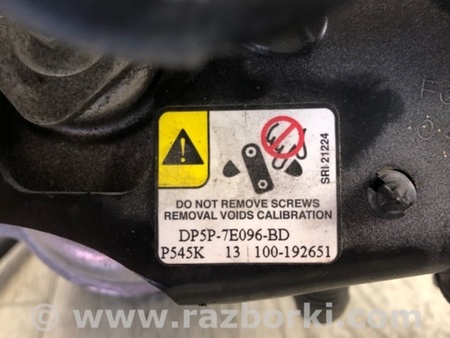 SRI 21224
DO NOT REMOVE SCREWS
REMOVAL VOIDS CALIBRATION
DP5P-7E096-BD
P545K 13 100-192651
www.razborki.com